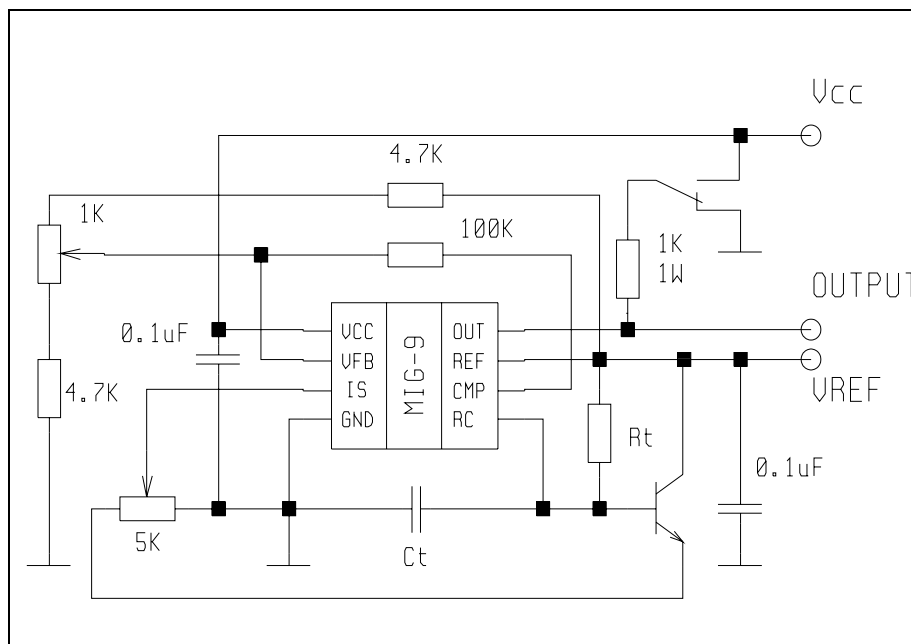 Vcc
4.7K
1K
100K
1K
1W
OUTPUT
0.1uF
VCC
OUT
VFB
REF
4.7K
IS
CMP
VREF
GND
RC
MIG-9
Rt
0.1uF
5K
Ct